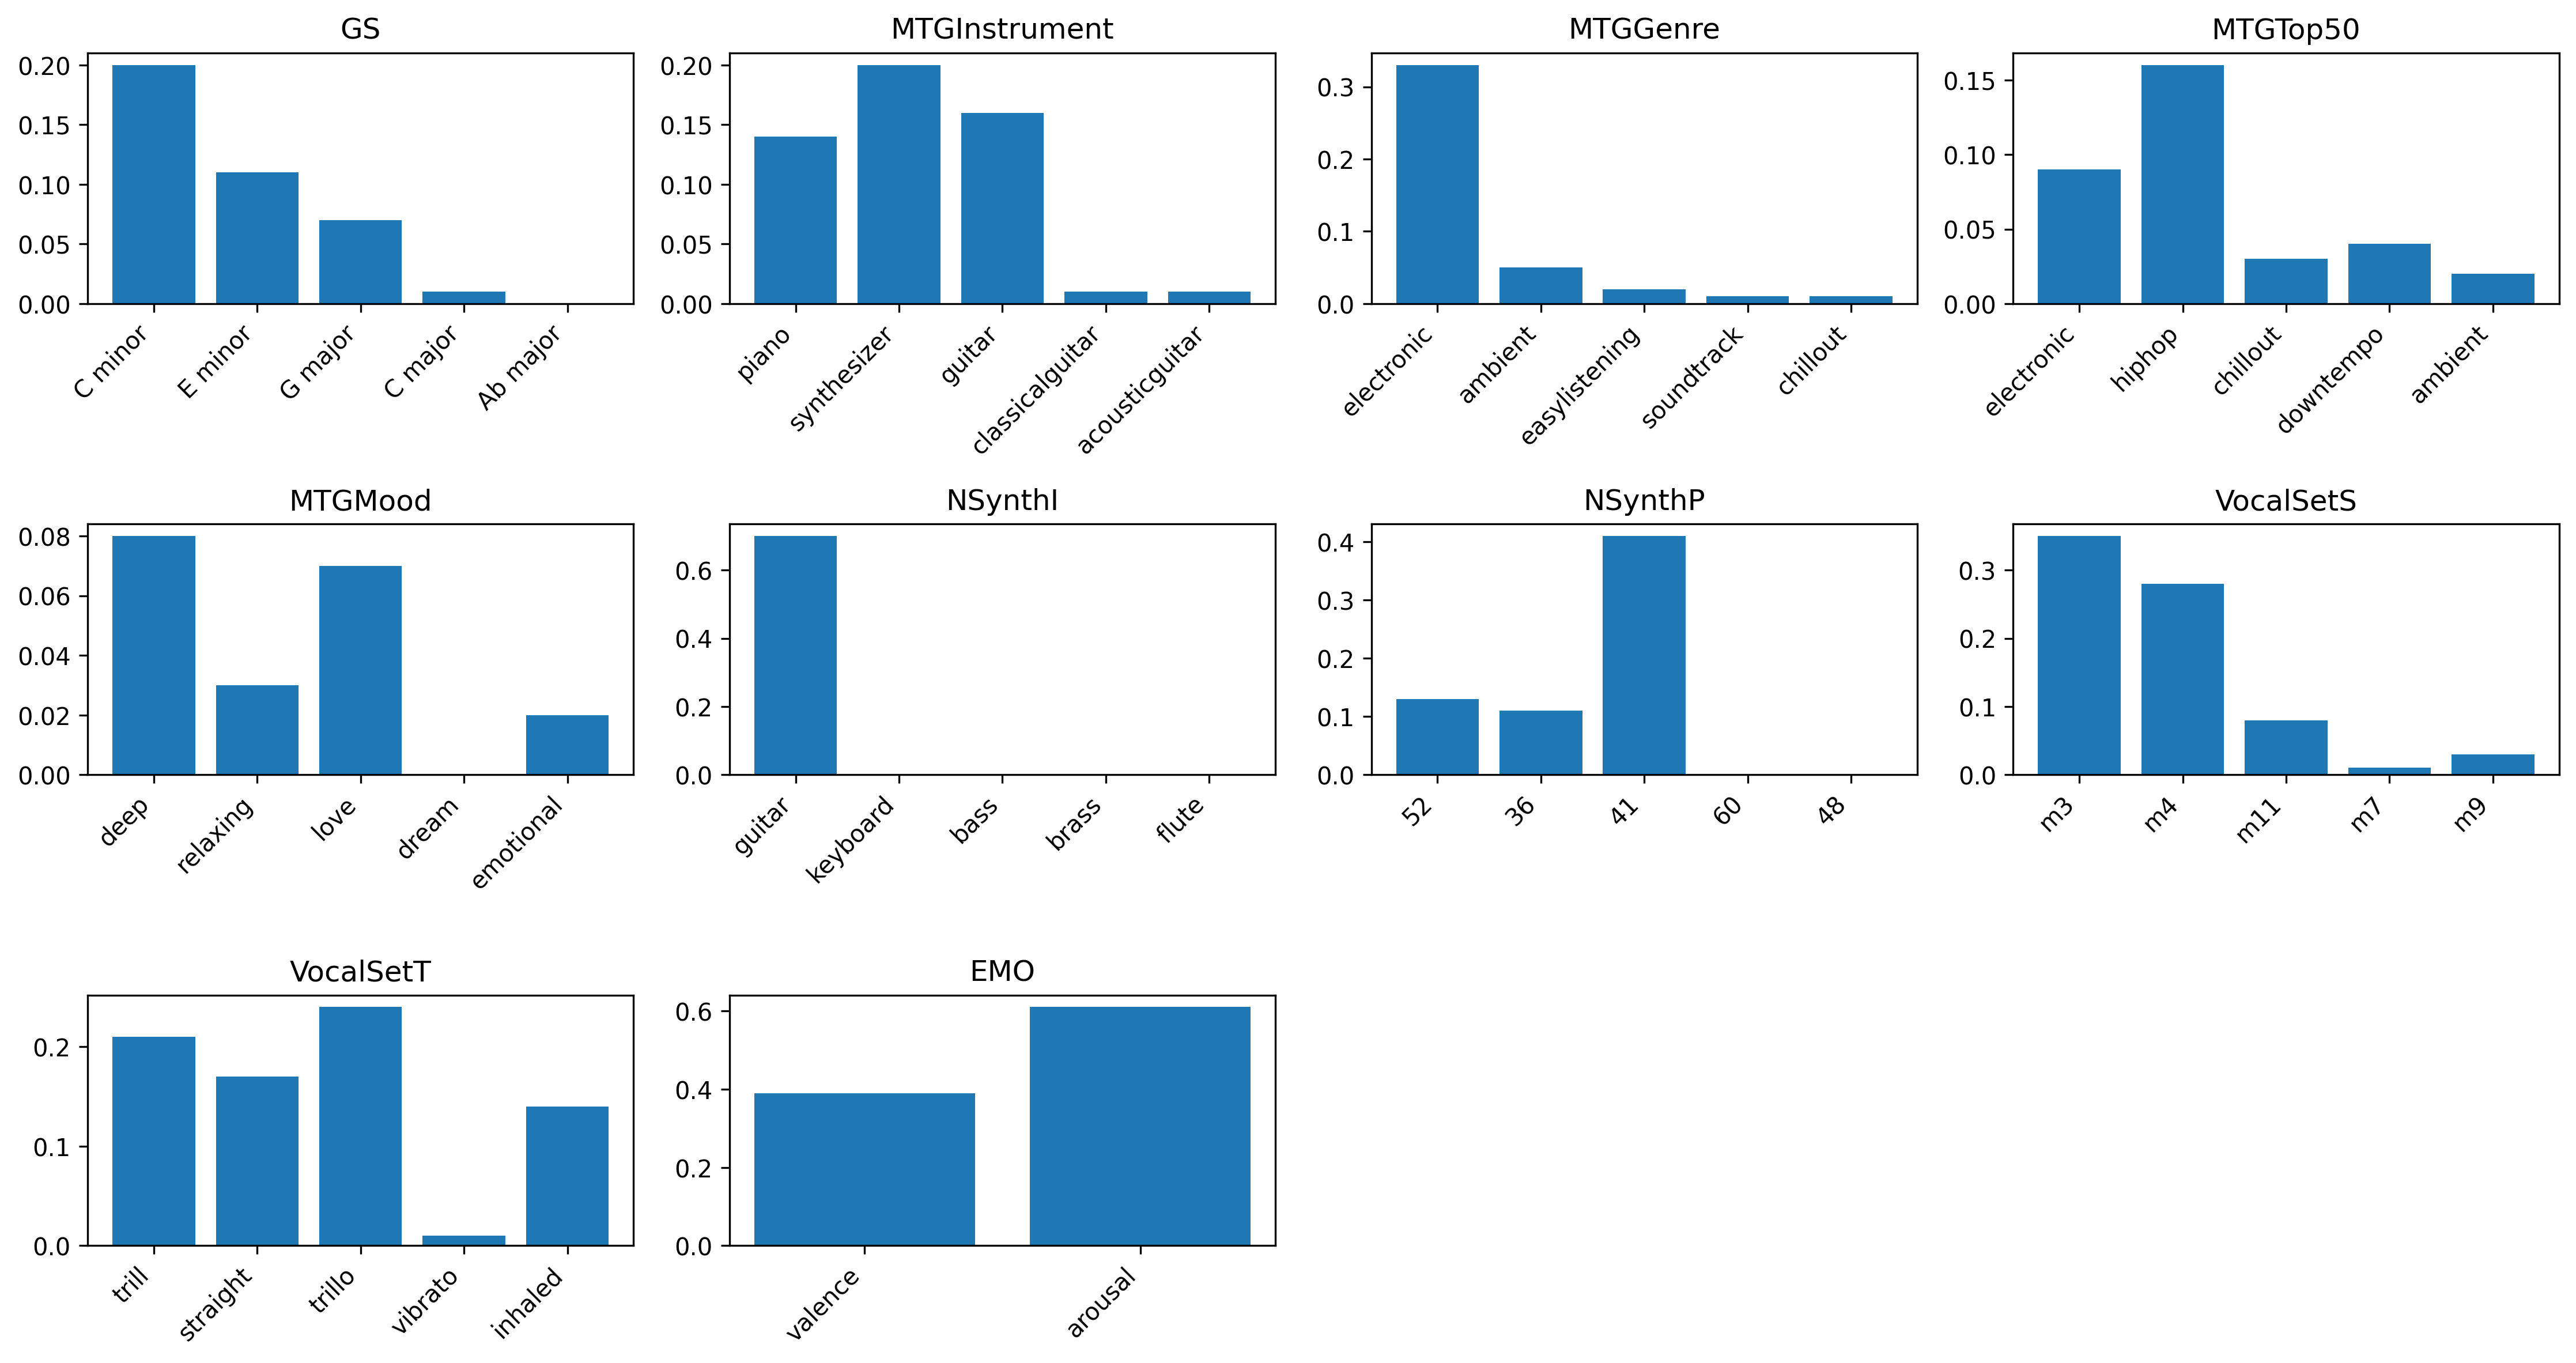 GS
0.20
0.15
0.10
0.05
0.00
C minor
E minor
G major
C major
Ab major
MTGInstrument
0.20
0.15
0.10
0.05
0.00
piano
synthesizer
guitar
classicalguitar
acousticguitar
MTGGenre
0.3
0.2
0.1
0.0
electronic
ambient
easylistening
soundtrack
chillout
MTGTop50
0.15
0.10
0.05
0.00
electronic
hiphop
chillout
downtempo
ambient
MTGMood
0.08
0.06
0.04
0.02
0.00
deep
relaxing
love
dream
emotional
NSynthI
0.6
0.4
0.2
0.0
guitar
keyboard
bass
brass
flute
NSynthP
0.4
0.3
0.2
0.1
0.0
52
36
41
60
48
VocalSetS
0.3
0.2
0.1
0.0
m3
m4
m11
m7
m9
VocalSetT
0.2
0.1
0.0
trill
straight
trillo
vibrato
inhaled
EMO
0.6
0.4
0.2
0.0
valence
arousal